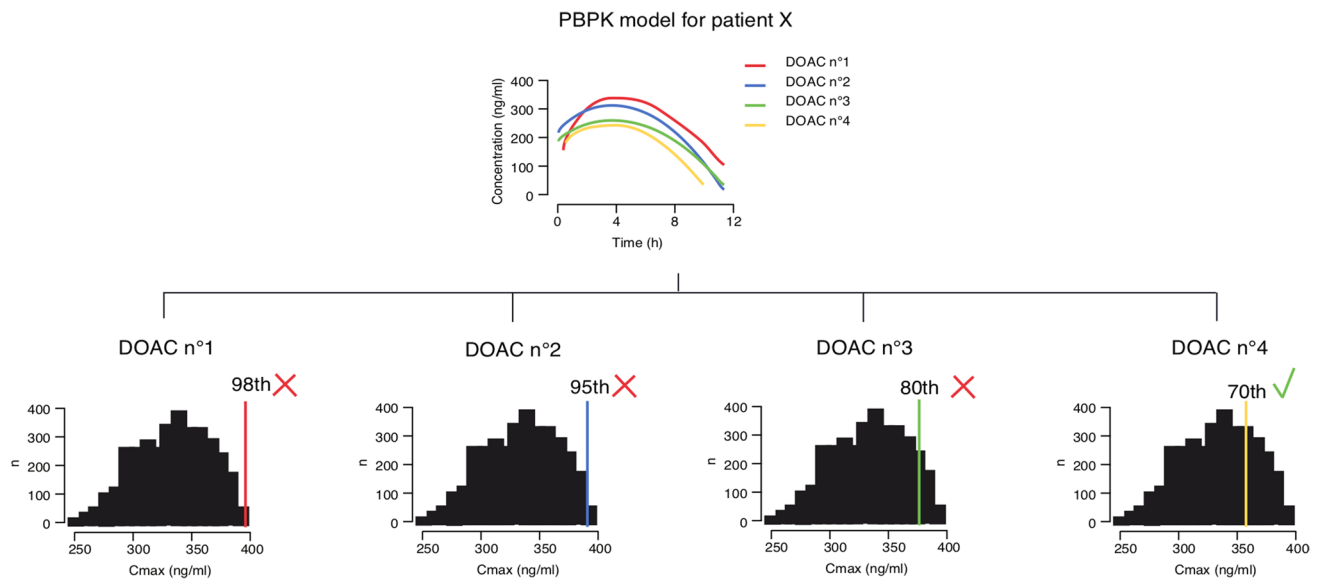 PBPK model for patient X
Concentration (ng/ml)
400
300
200
100
0
0 4 8 12
Time (h)
DOAC n°1
DOAC n°2
DOAC n°3
DOAC n°4
DOAC n°1
98th
n
400
300
200
100
0
250 300 350 400
Cmax (ng/ml)
DOAC n°2
95th
n
400
300
200
100
0
250 300 350 400
Cmax (ng/ml)
DOAC n°3
80th
n
400
300
200
100
0
250 300 350 400
Cmax (ng/ml)
DOAC n°4
70th
n
400
300
200
100
0
250 300 350 400
Cmax (ng/ml)